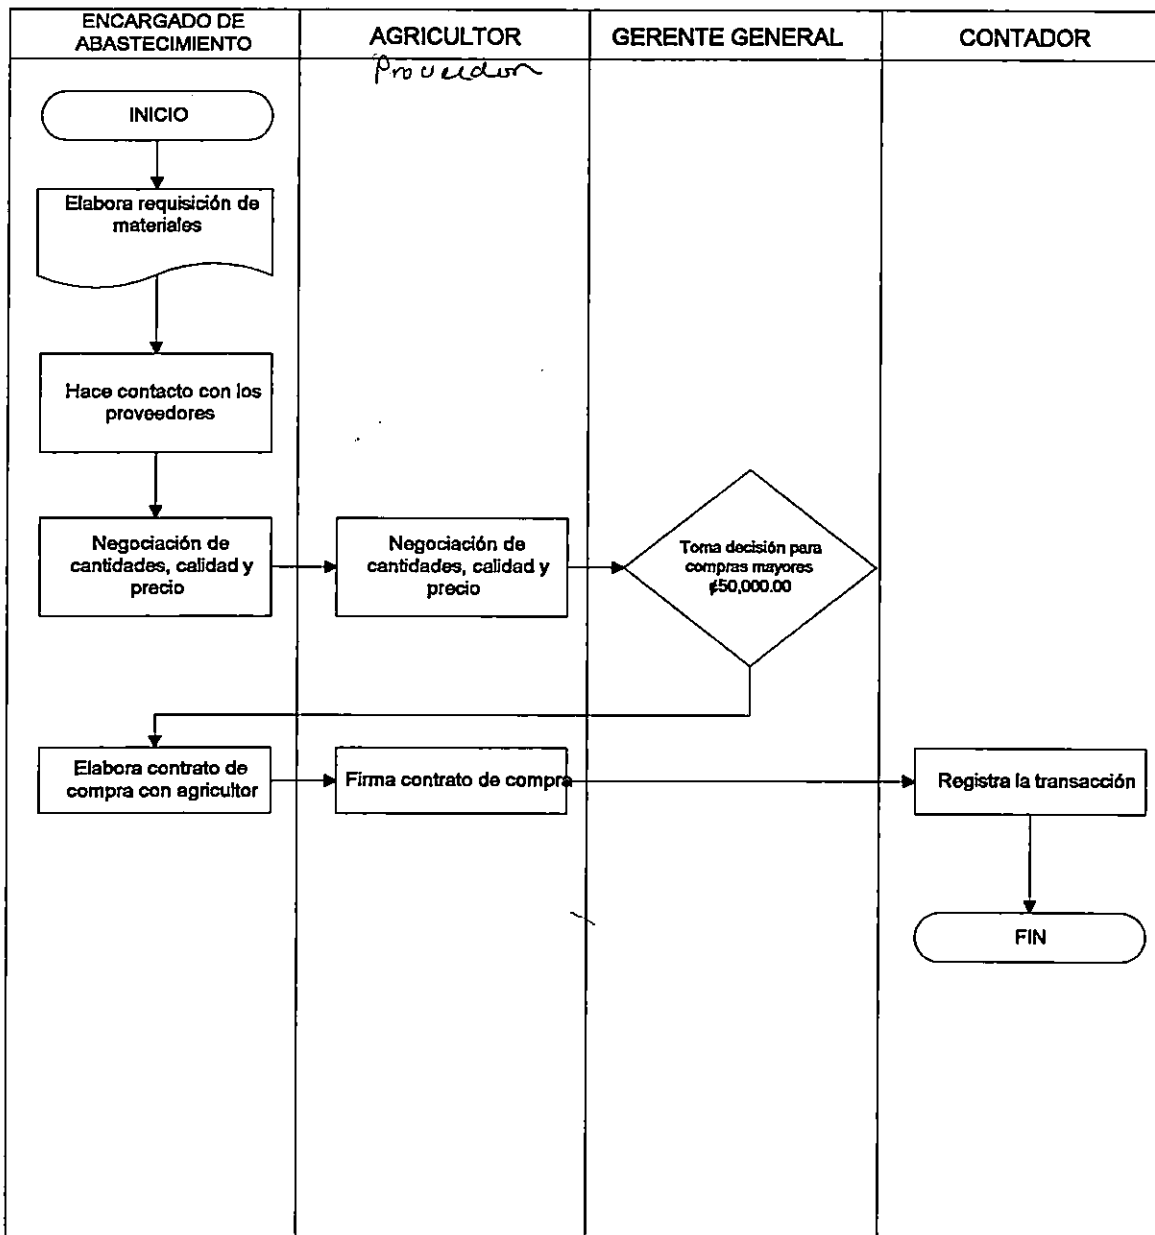 ENCARGADO DE
ABASTECIMIENTO
AGRICULTOR
Proveedor
GERENTE GENERAL
CONTADOR
INICIO
Elabora requisición de
materiales
Hace contacto con los
proveedores
Negociación de
cantidades, calidad y
precio
Negociación de
cantidades, calidad y
precio
Toma decisión para
compras mayores
¢50,000.00
Elabora contrato de
compra con agricultor
Firma contrato de compra
Registra la transacción
FIN